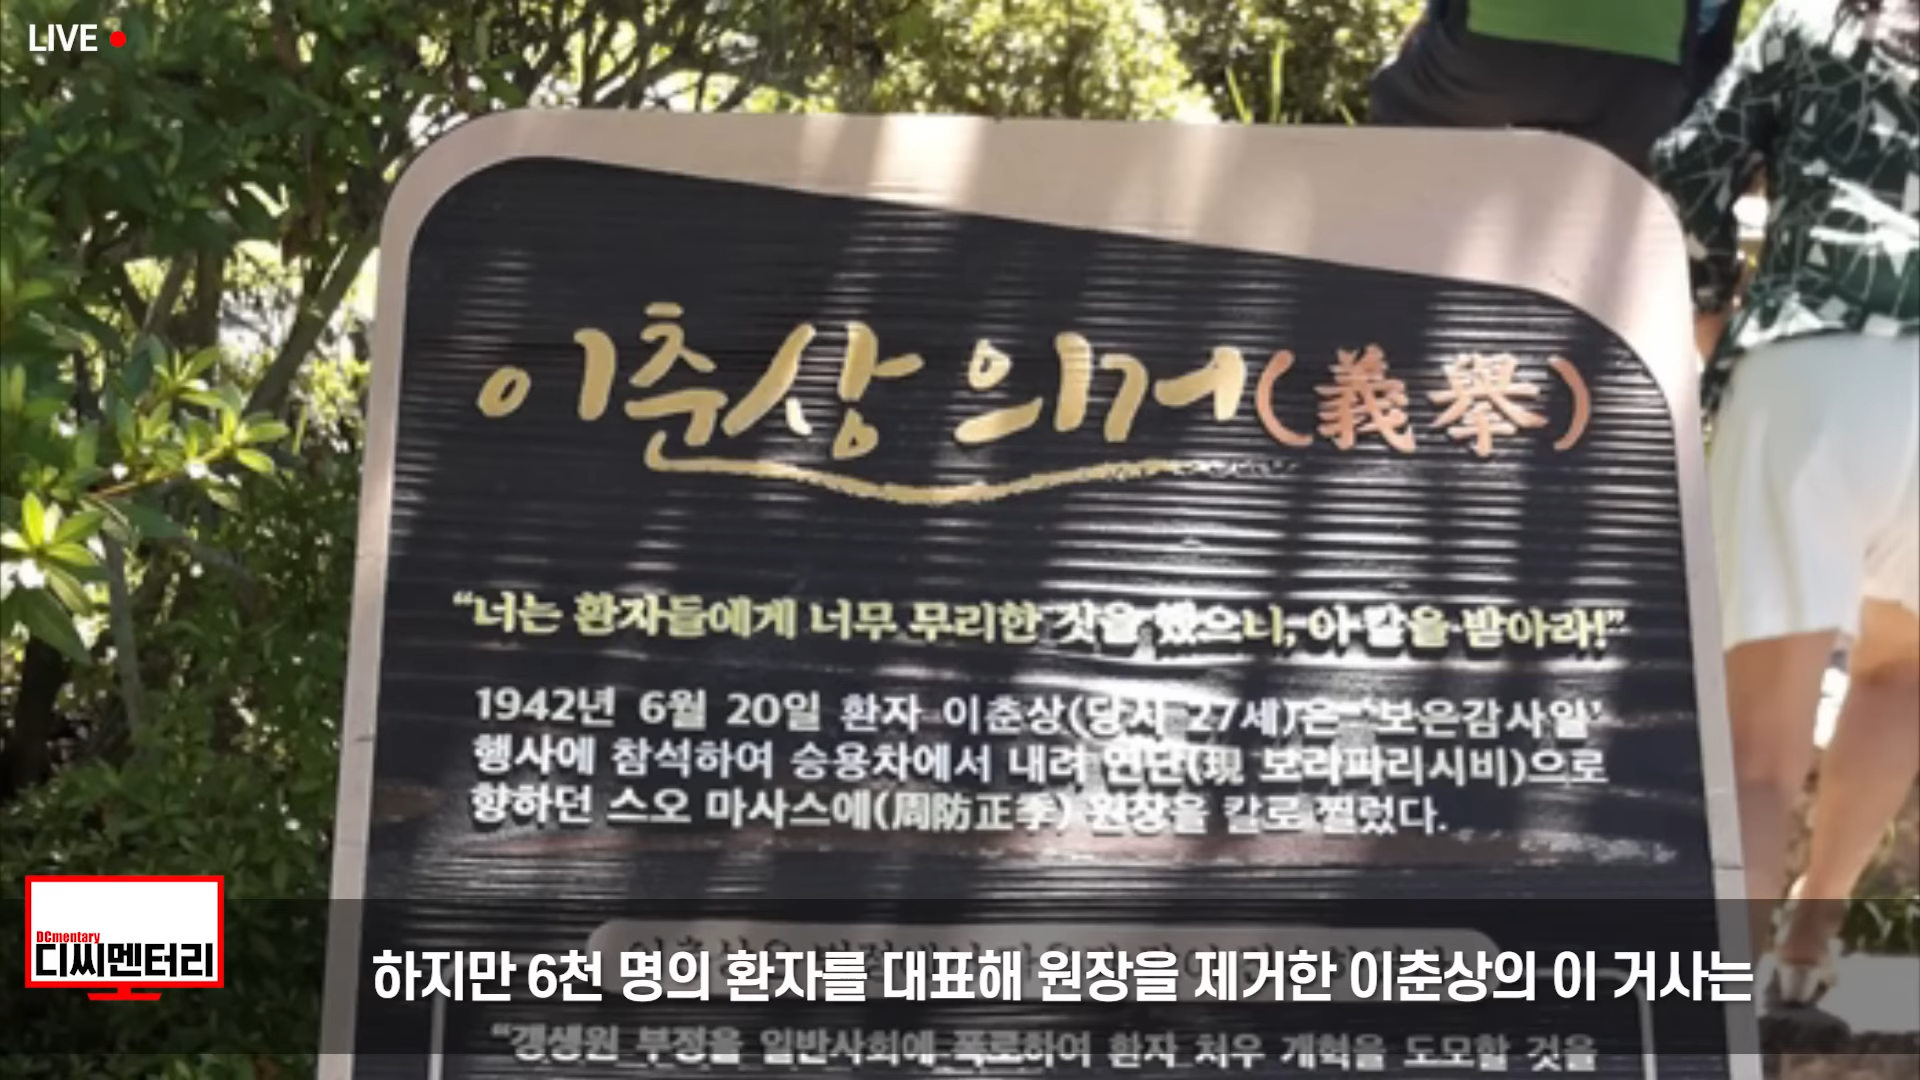 LIVE
이춘상 의거(義擧)
“너는 환자들에게 너무 무리한 것을 했으니, 이 칼을 받아라!”
1942년 6월 20일 환자 이춘상(당시 27세)은 ‘보은감사일’
행사에 참석하여 승용차에서 내려 연단(現 보리피리시비)으로
향하던 스오 마사스에(周防正季) 원장을 칼로 찔렀다.
DCmentary
디씨멘터리
하지만 6천 명의 환자를 대표해 원장을 제거한 이춘상의 이 거사는
“갱생원 부정을 일반사회에 폭로하여 환자 처우 개혁을 도모할 것을